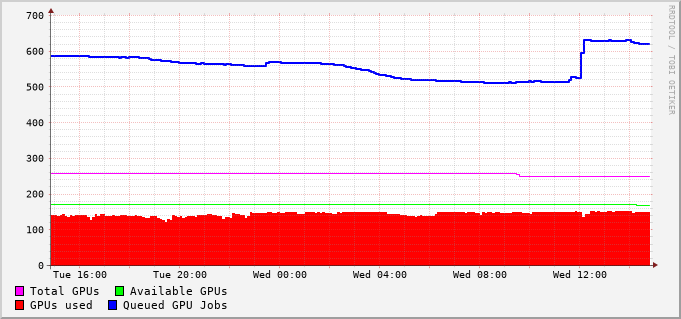 700
600
500
400
300
200
100
0
Tue 16:00 Tue 20:00 Wed 00:00 Wed 04:00 Wed 08:00 Wed 12:00
Total GPUs Available GPUs
GPUs used Queued GPU Jobs
RRDTOOL / TOBI OETIKER